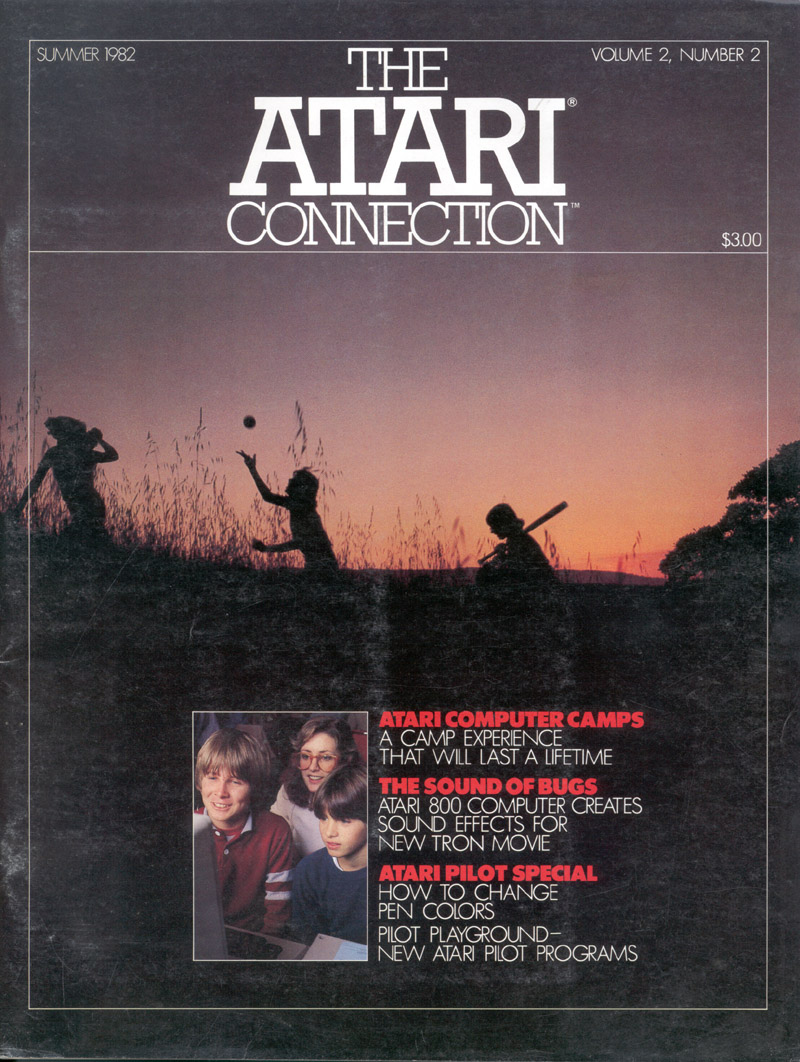 SUMMER 1982
VOLUME 2, NUMBER 2
THE
ATARI®
CONNECTION™
$3.00
ATARI COMPUTER CAMPS
A CAMP EXPERIENCE
THAT WILL LAST A LIFETIME
THE SOUND OF BUGS
ATARI 800 COMPUTER CREATES
SOUND EFFECTS FOR
NEW TRON MOVIE
ATARI PILOT SPECIAL
HOW TO CHANGE
PEN COLORS
PILOT PLAYGROUND–
NEW ATARI PILOT PROGRAMS